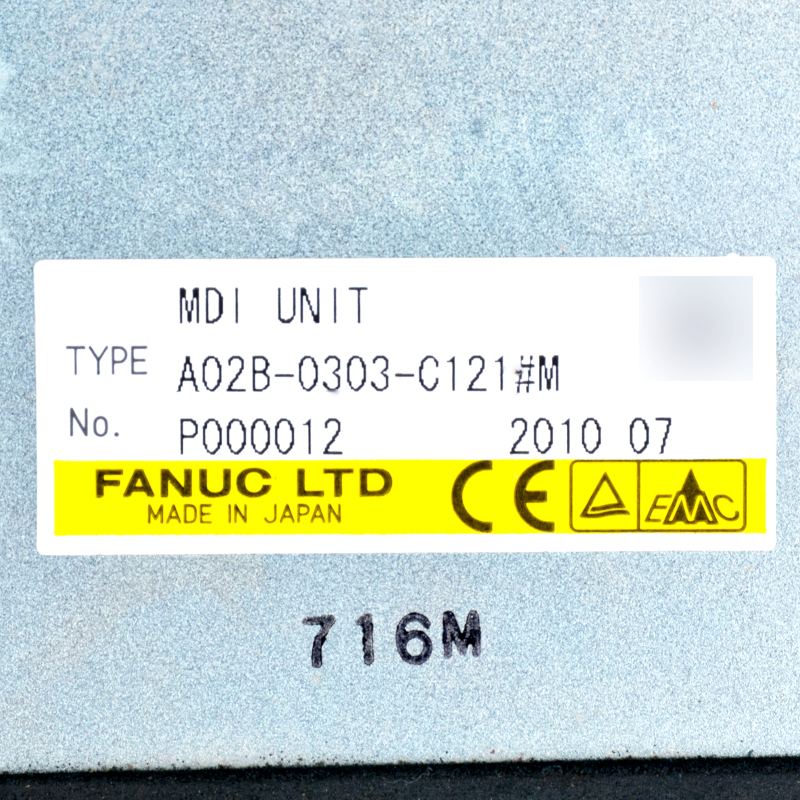 MDI UNIT
TYPE A02B-0303-C121#M
No. P000012 2010 07
FANUC LTD
MADE IN JAPAN
CE
EMC
716M